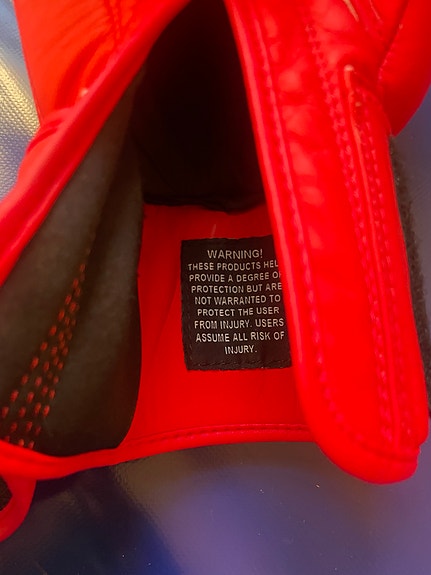 WARNING!
THESE PRODUCTS HEL
PROVIDE A DEGREE O
PROTECTION BUT ARE
NOT WARRANTED TO
PROTECT THE USER
FROM INJURY. USERS
ASSUME ALL RISK OF
INJURY.